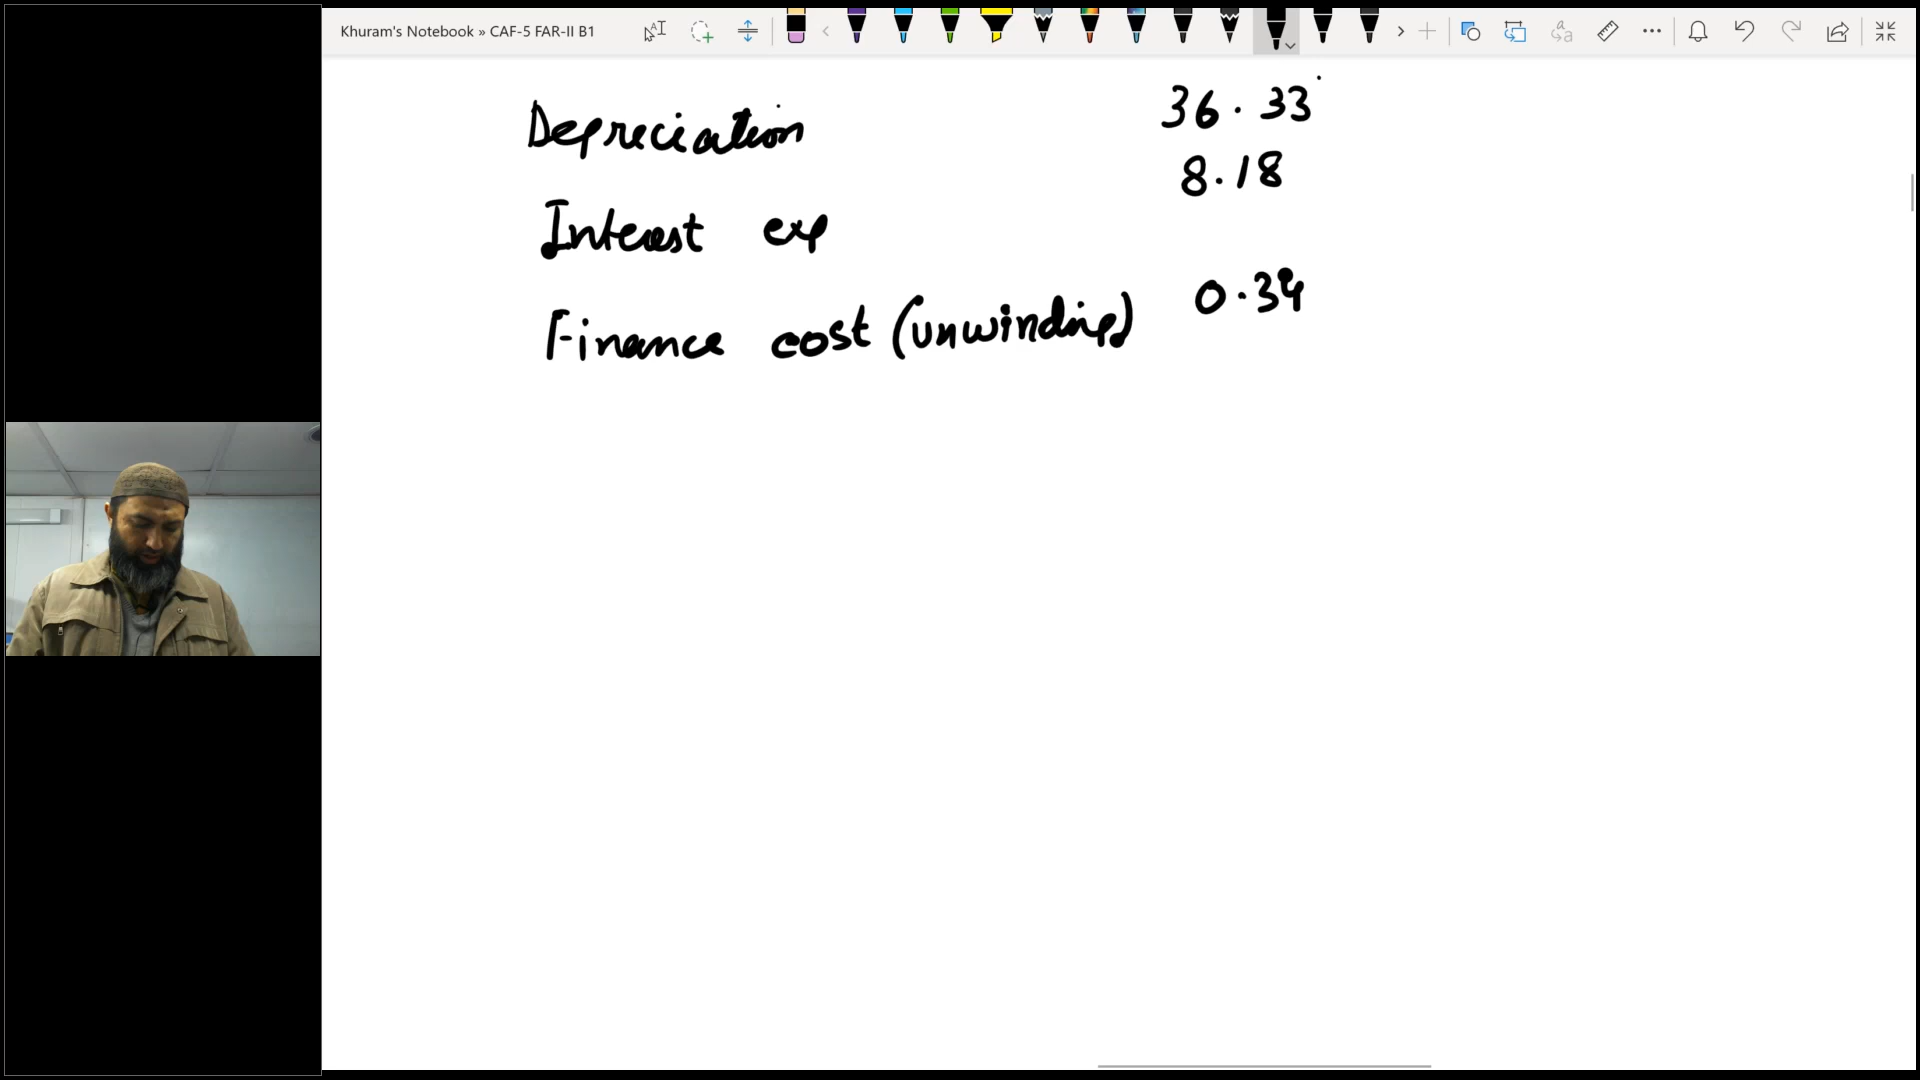 Khuram's Notebook » CAF-5 FAR-II B1
Depreciation 36.33
Interest exp 8.18
Finance cost (unwinding) 0.34